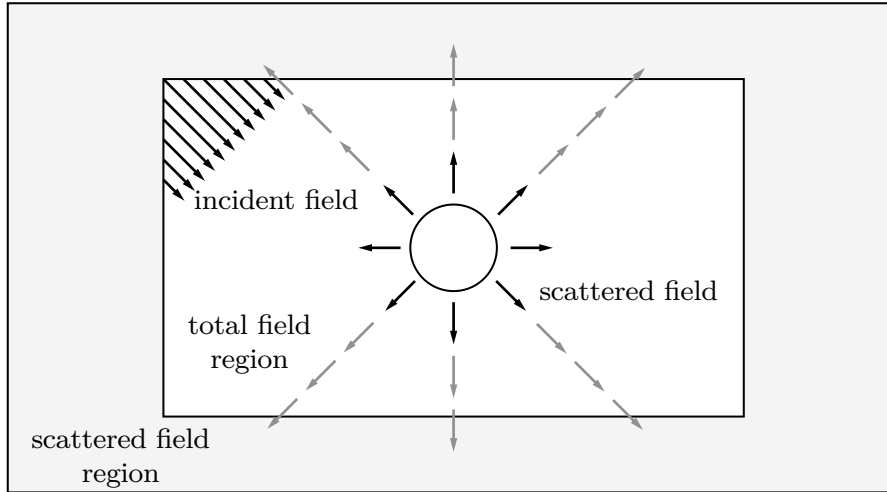 incident field
scattered field
total field
region
scattered field
region